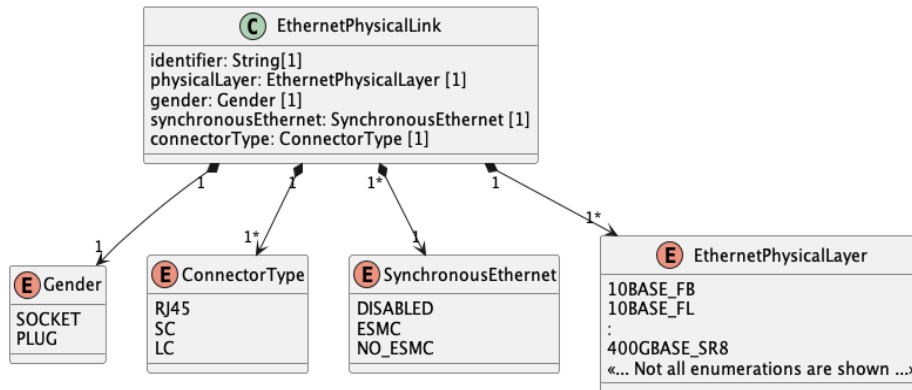 C EthernetPhysicalLink
identifier: String[1]
physicalLayer: EthernetPhysicalLayer [1]
gender: Gender [1]
synchronousEthernet: SynchronousEthernet [1]
connectorType: ConnectorType [1]
1 1 1* 1
1 1* 1 1*
E Gender
SOCKET
PLUG
E ConnectorType
RJ45
SC
LC
E SynchronousEthernet
DISABLED
ESMC
NO_ESMC
E EthernetPhysicalLayer
10BASE_FB
10BASE_FL
:
400GBASE_SR8
«... Not all enumerations are shown ...»